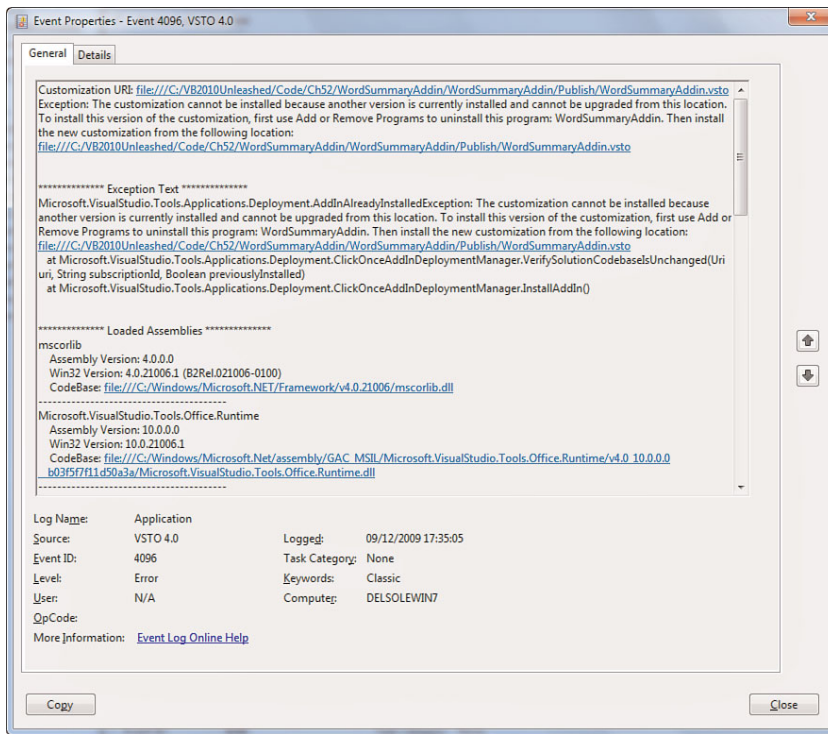 Event Properties - Event 4096, VSTO 4.0
General Details
Customization URI: file:///C:/VB2010Unleashed/Code/Ch52/WordSummaryAddin/WordSummaryAddin/Publish/WordSummaryAddin.vsto
Exception: The customization cannot be installed because another version is currently installed and cannot be upgraded from this location.
To install this version of the customization, first use Add or Remove Programs to uninstall this program: WordSummaryAddin. Then install
the new customization from the following location:
file:///C:/VB2010Unleashed/Code/Ch52/WordSummaryAddin/WordSummaryAddin/Publish/WordSummaryAddin.vsto
************** Exception Text **************
Microsoft.VisualStudio.Tools.Applications.Deployment.AddInAlreadyInstalledException: The customization cannot be installed because
another version is currently installed and cannot be upgraded from this location. To install this version of the customization, first use Add or
Remove Programs to uninstall this program: WordSummaryAddin. Then install the new customization from the following location:
file:///C:/VB2010Unleashed/Code/Ch52/WordSummaryAddin/WordSummaryAddin/Publish/WordSummaryAddin.vsto
at Microsoft.VisualStudio.Tools.Applications.Deployment.ClickOnceAddInDeploymentManager.VerifySolutionCodebaseIsUnchanged(Uri
uri, String subscriptionId, Boolean previouslyInstalled)
at Microsoft.VisualStudio.Tools.Applications.Deployment.ClickOnceAddInDeploymentManager.InstallAddIn()
************** Loaded Assemblies **************
mscorlib
Assembly Version: 4.0.0.0
Win32 Version: 4.0.21006.1 (B2Rel.021006-0100)
CodeBase: file:///C:/Windows/Microsoft.NET/Framework/v4.0.21006/mscorlib.dll
----------------------------------------
Microsoft.VisualStudio.Tools.Office.Runtime
Assembly Version: 10.0.0.0
Win32 Version: 10.0.21006.1
CodeBase: file:///C:/Windows/Microsoft.Net/assembly/GAC_MSIL/Microsoft.VisualStudio.Tools.Office.Runtime/v4.0_10.0.0.0
__b03f5f7f11d50a3a/Microsoft.VisualStudio.Tools.Office.Runtime.dll
----------------------------------------
Log Name: Application
Source: VSTO 4.0 Logged: 09/12/2009 17:35:05
Event ID: 4096 Task Category: None
Level: Error Keywords: Classic
User: N/A Computer: DELSOLEWIN7
OpCode:
More Information: Event Log Online Help
Copy Close